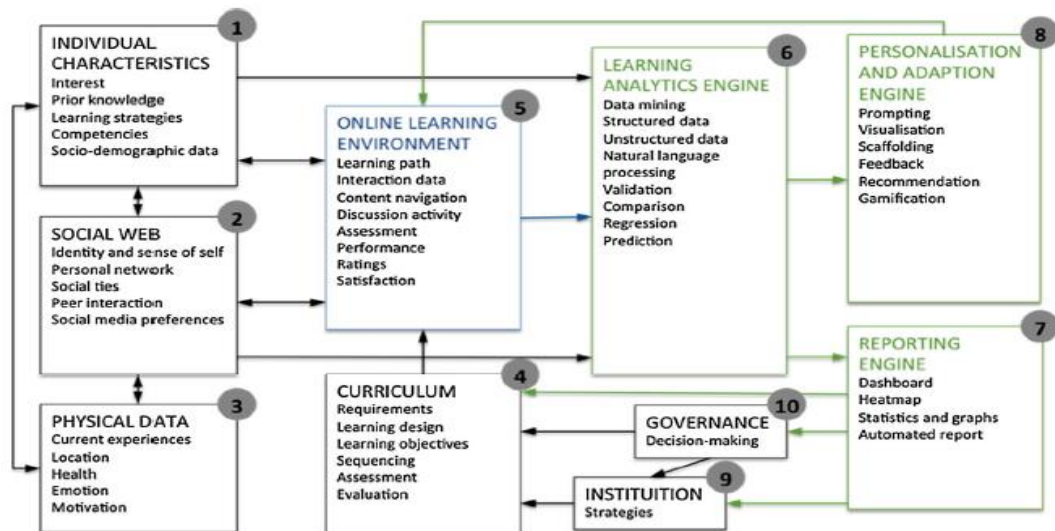 1
INDIVIDUAL
CHARACTERISTICS
Interest
Prior knowledge
Learning strategies
Competencies
Socio-demographic data
2
SOCIAL WEB
Identity and sense of self
Personal network
Social ties
Peer interaction
Social media preferences
3
PHYSICAL DATA
Current experiences
Location
Health
Emotion
Motivation
4
CURRICULUM
Requirements
Learning design
Learning objectives
Sequencing
Assessment
Evaluation
5
ONLINE LEARNING
ENVIRONMENT
Learning path
Interaction data
Content navigation
Discussion activity
Assessment
Performance
Ratings
Satisfaction
6
LEARNING
ANALYTICS ENGINE
Data mining
Structured data
Unstructured data
Natural language
processing
Validation
Comparison
Regression
Prediction
7
REPORTING
ENGINE
Dashboard
Heatmap
Statistics and graphs
Automated report
8
PERSONALISATION
AND ADAPTION
ENGINE
Prompting
Visualisation
Scaffolding
Feedback
Recommendation
Gamification
9
INSTITUITION
Strategies
10
GOVERNANCE
Decision-making